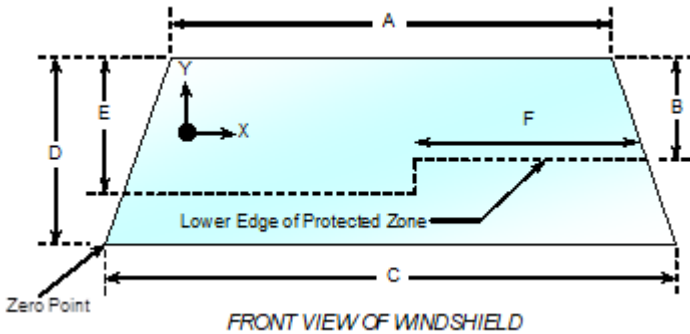 A
Y
E
B
X
F
D
Lower Edge of Protected Zone
C
Zero Point
FRONT VIEW OF WINDSHIELD